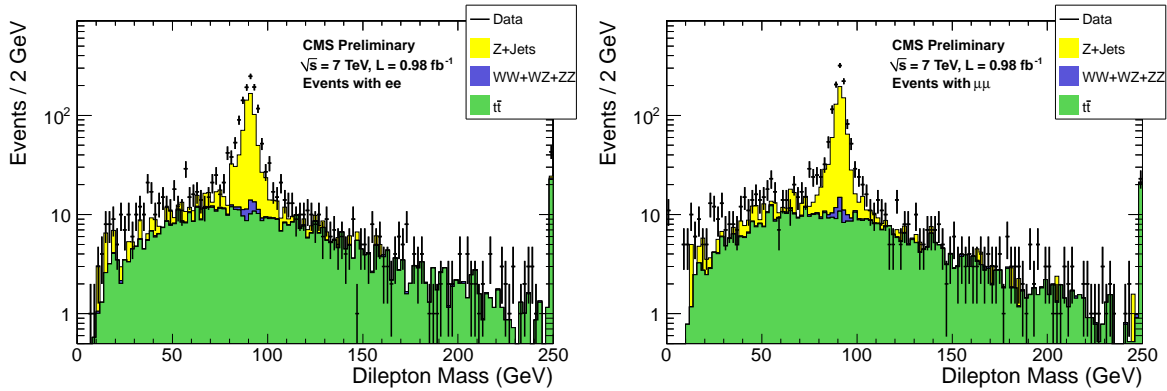 Events / 2 GeV
10²
10
1
CMS Preliminary
√s = 7 TeV, L = 0.98 fb⁻¹
Events with ee
Data
Z+Jets
WW+WZ+ZZ
tt̄
0 50 100 150 200 250
Dilepton Mass (GeV)
Events / 2 GeV
10²
10
1
CMS Preliminary
√s = 7 TeV, L = 0.98 fb⁻¹
Events with μμ
Data
Z+Jets
WW+WZ+ZZ
tt̄
0 50 100 150 200 250
Dilepton Mass (GeV)